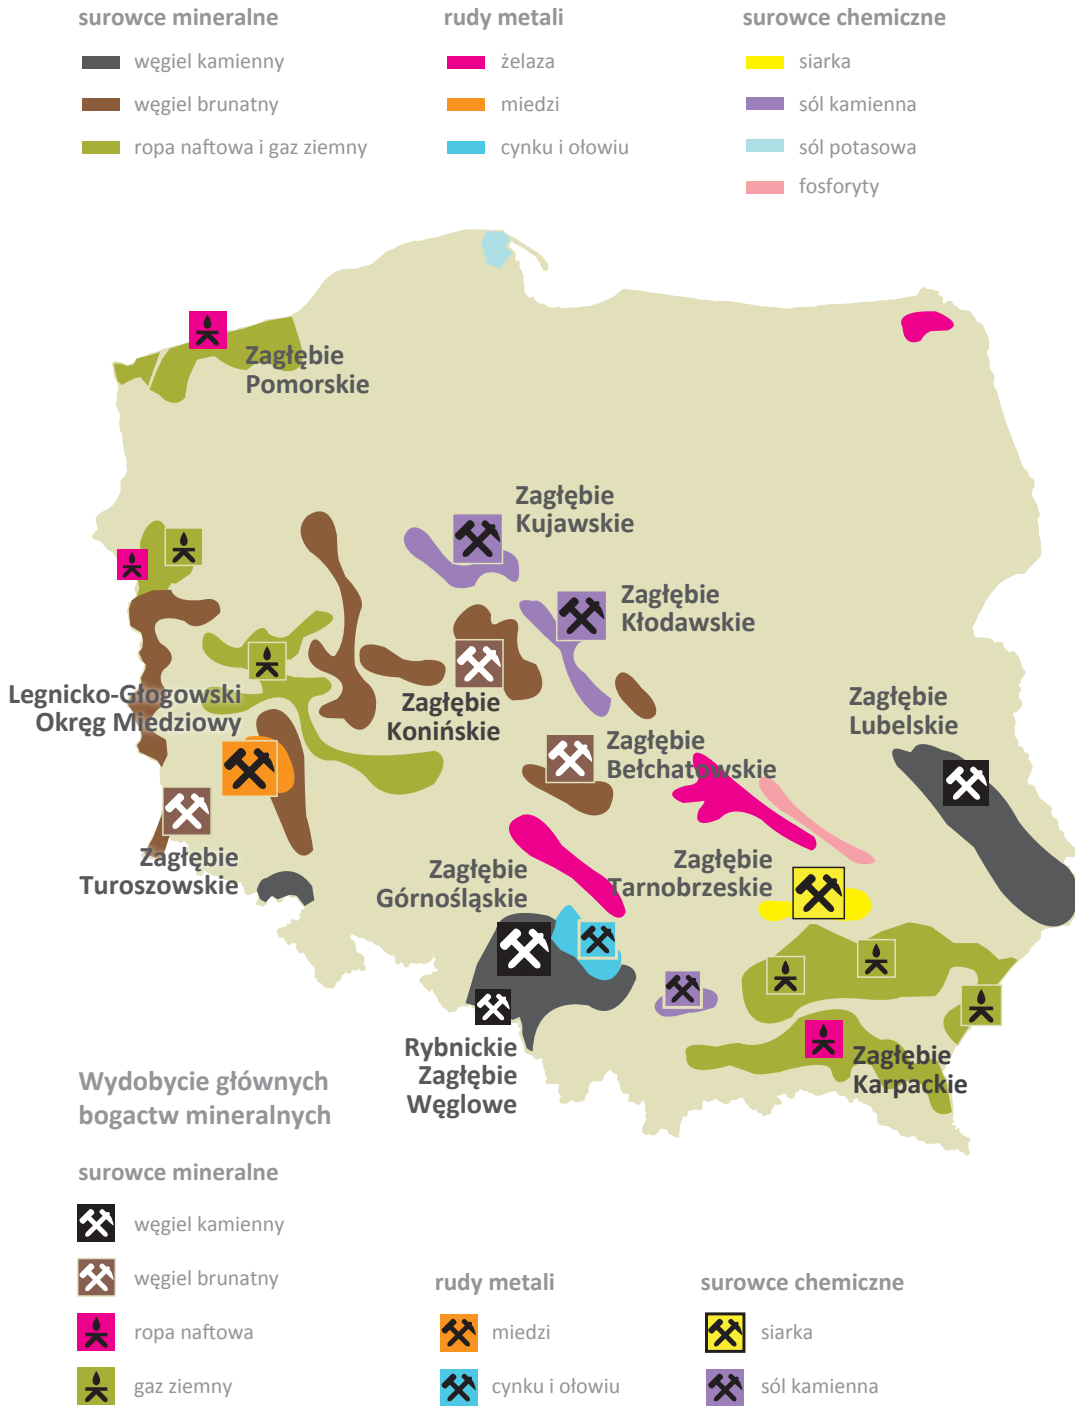 surowce mineralne
węgiel kamienny
węgiel brunatny
ropa naftowa i gaz ziemny
rudy metali
żelaza
miedzi
cynku i ołowiu
surowce chemiczne
siarka
sól kamienna
sól potasowa
fosforyty
Zagłębie
Pomorskie
Zagłębie
Kujawskie
Zagłębie
Kłodawskie
Legnicko-Głogowski
Okręg Miedziowy
Zagłębie
Konińskie
Zagłębie
Lubelskie
Zagłębie
Bełchatowskie
Zagłębie
Turoszowskie
Zagłębie
Górnośląskie
Zagłębie
Tarnobrzeskie
Rybnickie
Zagłębie
Węglowe
Zagłębie
Karpackie
Wydobycie głównych
bogactw mineralnych
surowce mineralne
węgiel kamienny
węgiel brunatny
ropa naftowa
gaz ziemny
rudy metali
miedzi
cynku i ołowiu
surowce chemiczne
siarka
sól kamienna